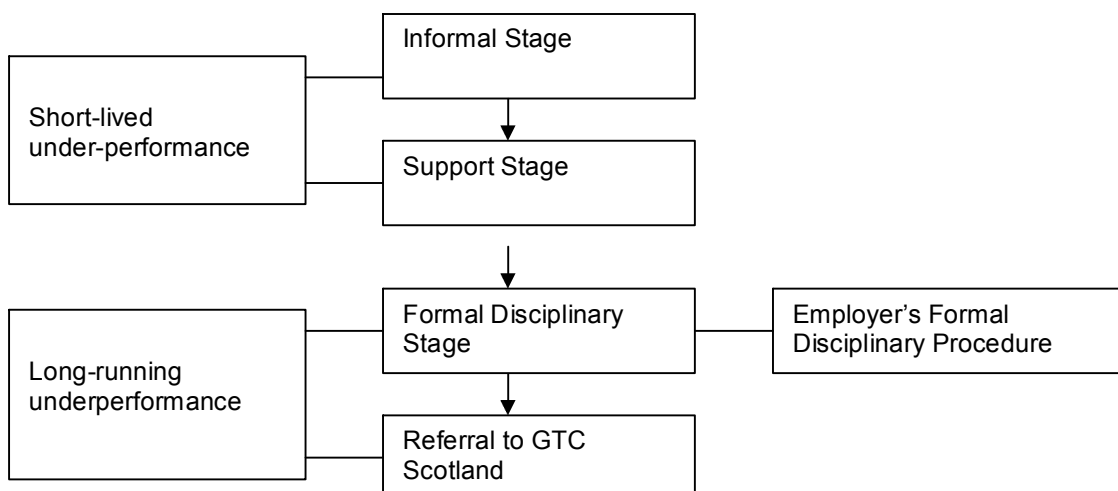 Informal Stage
Short-lived
under-performance
Support Stage
Formal Disciplinary
Stage
Employer’s Formal
Disciplinary Procedure
Long-running
underperformance
Referral to GTC
Scotland